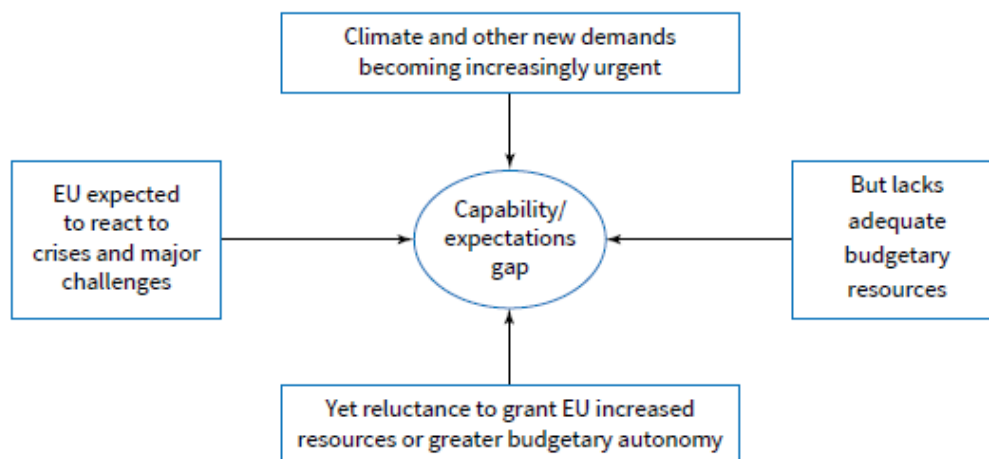 Climate and other new demands
becoming increasingly urgent
EU expected
to react to
crises and major
challenges
Capability/
expectations
gap
But lacks
adequate
budgetary
resources
Yet reluctance to grant EU increased
resources or greater budgetary autonomy